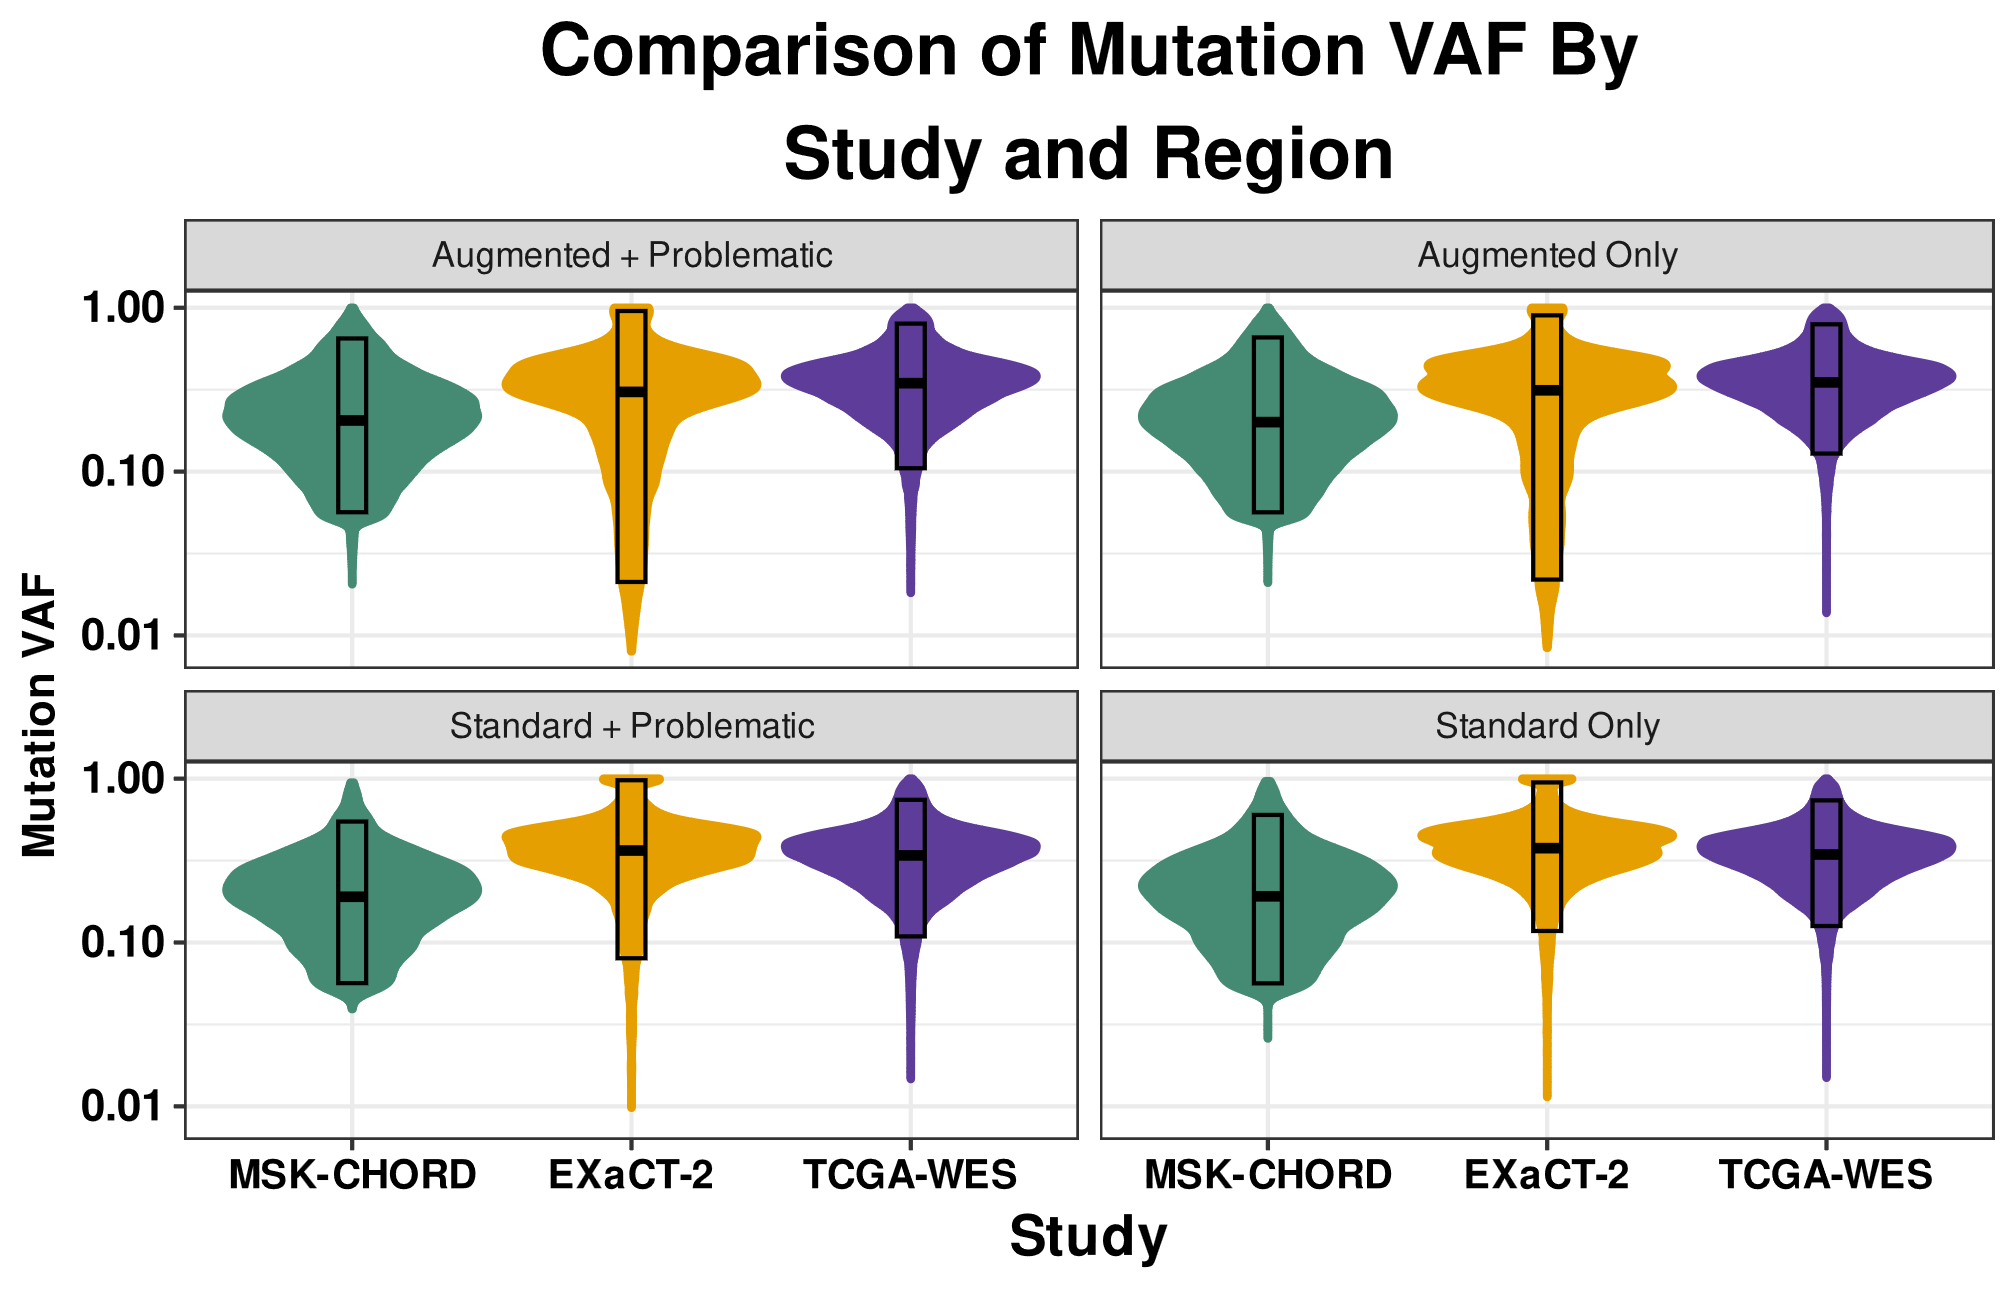 Comparison of Mutation VAF By
Study and Region
Augmented + Problematic
Augmented Only
1.00
0.10
0.01
Mutation VAF
Standard + Problematic
Standard Only
1.00
0.10
0.01
MSK-CHORD EXaCT-2 TCGA-WES
MSK-CHORD EXaCT-2 TCGA-WES
Study